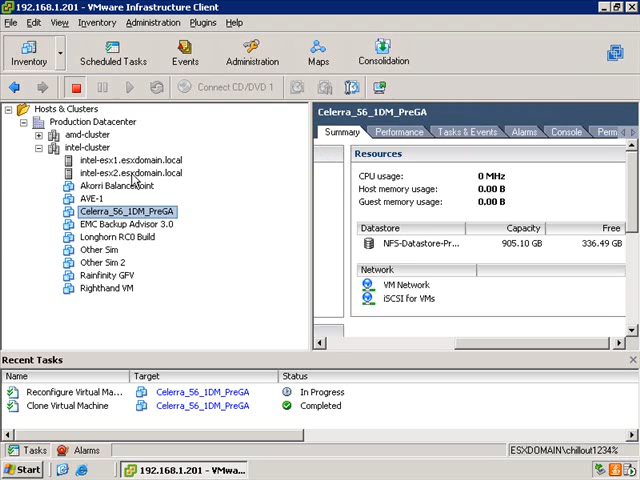 192.168.1.201 - VMware Infrastructure Client
File Edit View Inventory Administration Plugins Help
Inventory Scheduled Tasks Events Administration Maps Consolidation
Connect CD/DVD 1
Hosts & Clusters
Production Datacenter
amd-cluster
intel-cluster
intel-esx1.esxdomain.local
intel-esx2.esxdomain.local
Akorri BalancePoint
AVE-1
Celerra_56_1DM_PreGA
EMC Backup Advisor 3.0
Longhorn RC0 Build
Other Sim
Other Sim 2
Rainfinity GFV
Righthand VM
Celerra_56_1DM_PreGA
Summary Performance Tasks & Events Alarms Console Perm
Resources
CPU usage: 0 MHz
Host memory usage: 0.00 B
Guest memory usage: 0.00 B
Datastore Capacity Free
NFS-Datastore-Pr... 905.10 GB 336.49 GB
Network
VM Network
iSCSI for VMs
Recent Tasks
Name Target Status
Reconfigure Virtual Ma... Celerra_56_1DM_PreGA In Progress
Clone Virtual Machine Celerra_56_1DM_PreGA Completed
Tasks Alarms ESXDOMAIN\chillout1234%
Start 192.168.1.201 - VMwa...